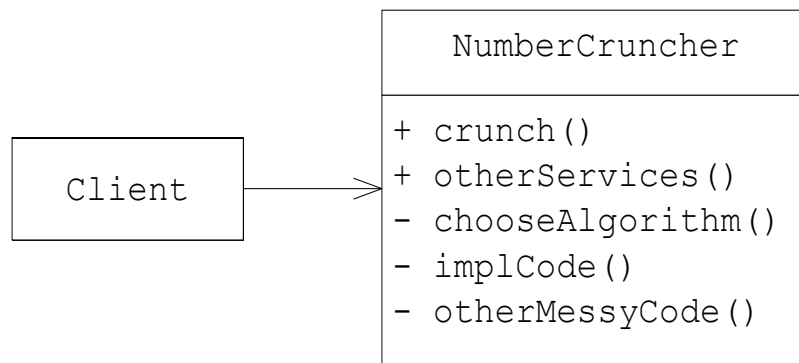 NumberCruncher
+ crunch()
+ otherServices()
- chooseAlgorithm()
- implCode()
- otherMessyCode()
Client